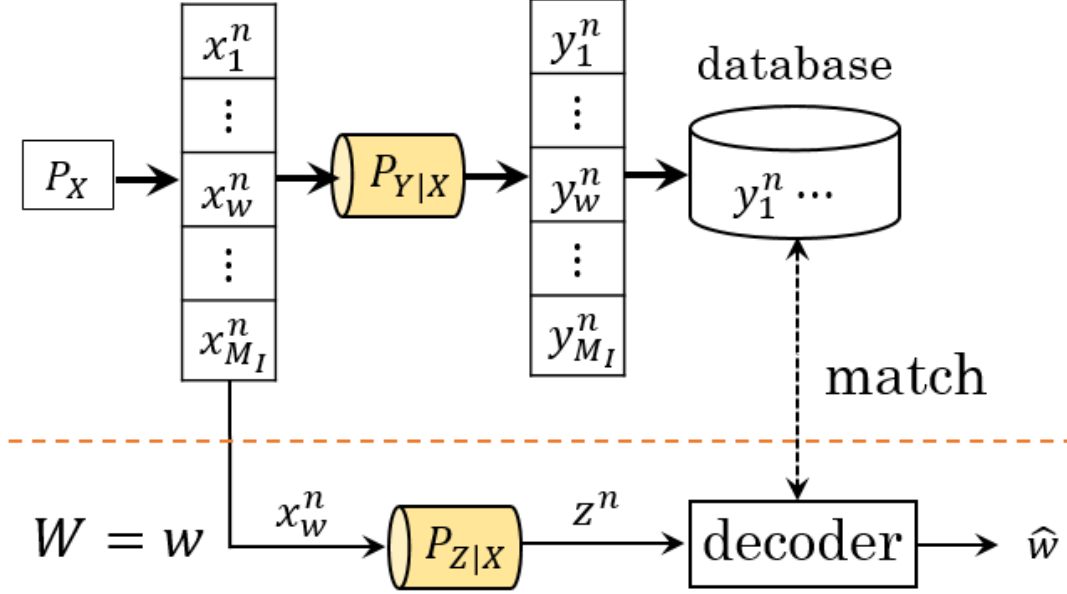 database
x_1^n
⋮
x_w^n
⋮
x_{M_I}^n
y_1^n
⋮
y_w^n
⋮
y_{M_I}^n
P_X
P_{Y|X}
y_1^n ⋯
match
W = w
x_w^n
P_{Z|X}
z^n
decoder
ŵ